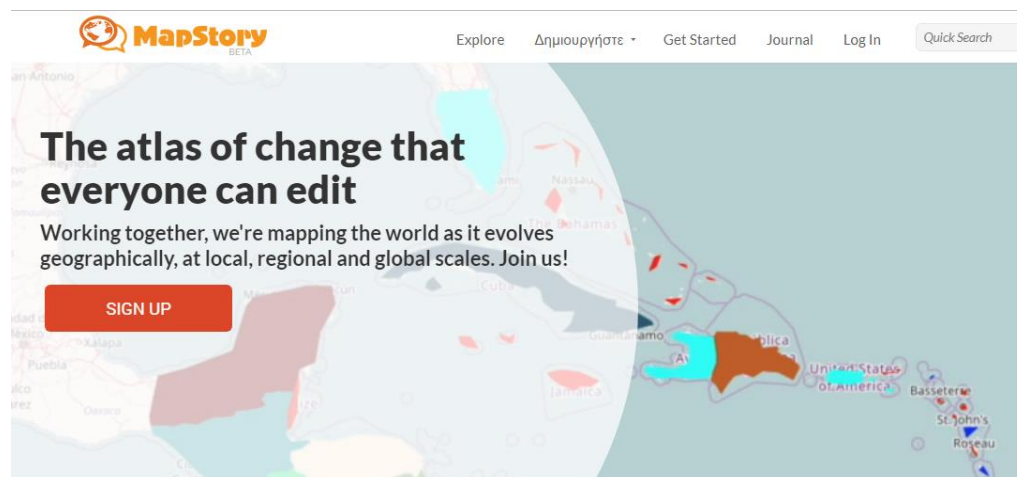 MapStory
BETA
Explore Δημιουργήστε Get Started Journal Log In Quick Search
an Antonio
The atlas of change that
everyone can edit
Working together, we're mapping the world as it evolves
geographically, at local, regional and global scales. Join us!
SIGN UP
Nassau
The Bahamas
Cuba
Guantánamo
Xalapa
Puebla
Oaxaca
Jamaica
United States
of America
Basseterre
St. John's
Roseau